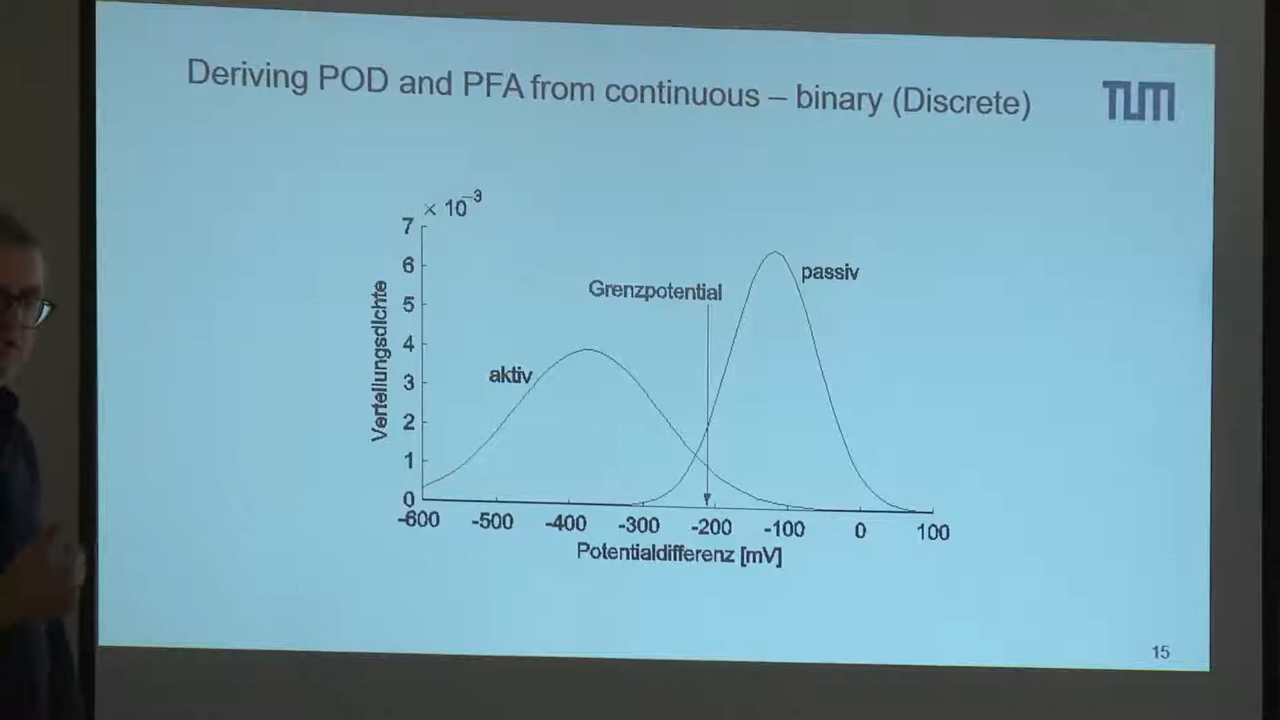 Deriving POD and PFA from continuous – binary (Discrete)
TUM
× 10⁻³
7
6
5
4
3
2
1
0
Verteilungsdichte
Grenzpotential
passiv
aktiv
-600 -500 -400 -300 -200 -100 0 100
Potentialdifferenz [mV]
15